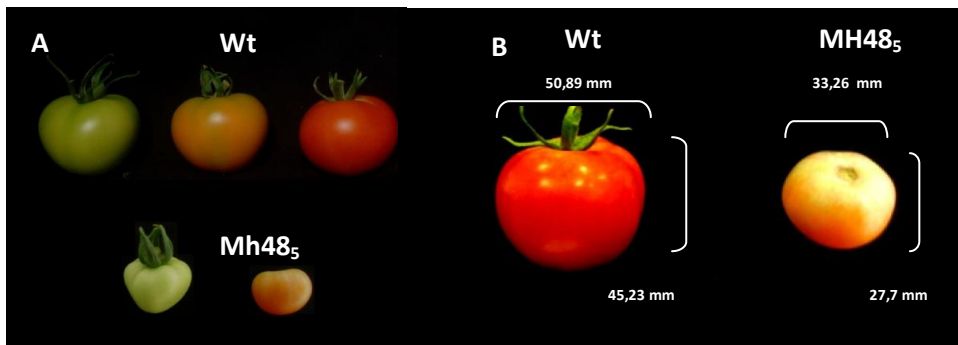 A
Wt
Mh48₅
B
Wt
MH48₅
50,89 mm
33,26 mm
45,23 mm
27,7 mm